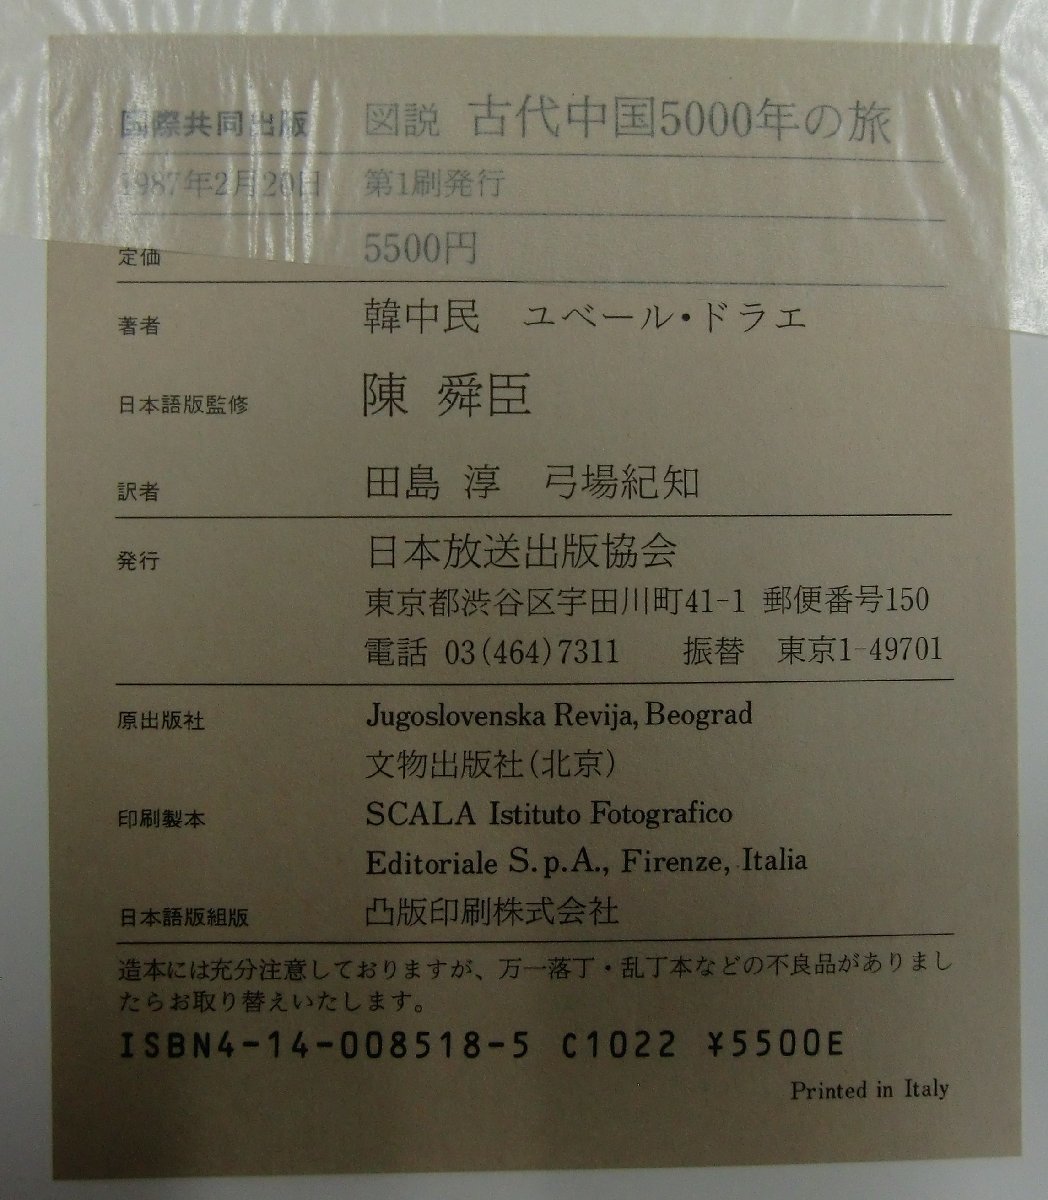 国際共同出版 図説 古代中国5000年の旅
1987年2月20日 第1刷発行
定価 5500円
著者 韓中民 ユベール・ドラエ
日本語版監修 陳 舜臣
訳者 田島 淳 弓場紀知
発行 日本放送出版協会
東京都渋谷区宇田川町41-1 郵便番号150
電話 03(464)7311 振替 東京1-49701
原出版社 Jugoslovenska Revija, Beograd
文物出版社(北京)
印刷製本 SCALA Istituto Fotografico
Editoriale S.p.A., Firenze, Italia
日本語版組版 凸版印刷株式会社
造本には充分注意しておりますが、万一落丁・乱丁本などの不良品がありまし
たらお取り替えいたします。
ISBN4-14-008518-5 C1022 ¥5500E
Printed in Italy